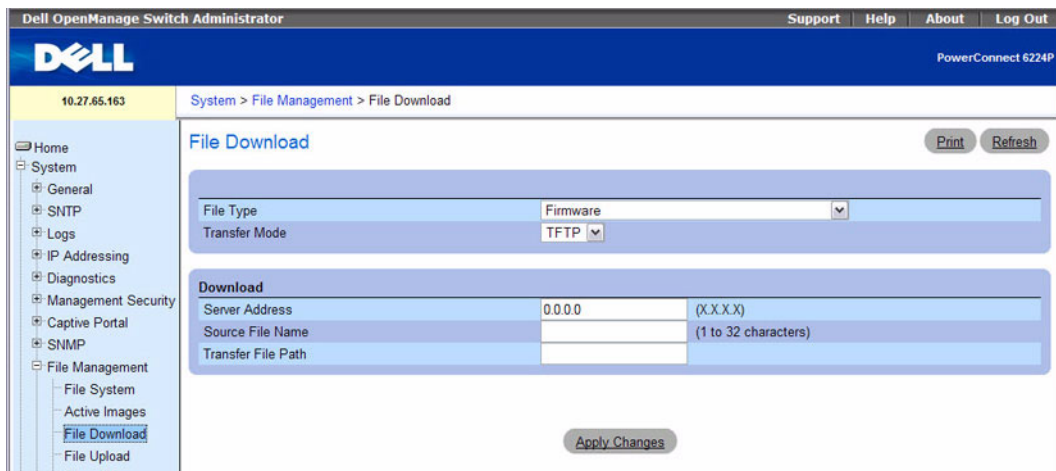 Dell OpenManage Switch Administrator
Support Help About Log Out
DELL
PowerConnect 6224P
10.27.65.163
System > File Management > File Download
Home
System
General
SNTP
Logs
IP Addressing
Diagnostics
Management Security
Captive Portal
SNMP
File Management
File System
Active Images
File Download
File Upload
File Download
Print Refresh
File Type Firmware
Transfer Mode TFTP
Download
Server Address 0.0.0.0 (X.X.X.X)
Source File Name (1 to 32 characters)
Transfer File Path
Apply Changes